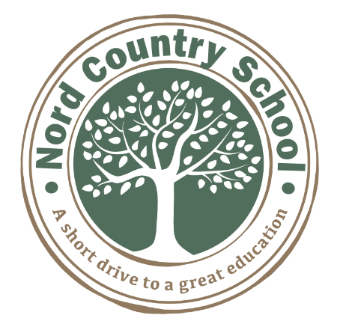 Nord Country School
A short drive to a great education